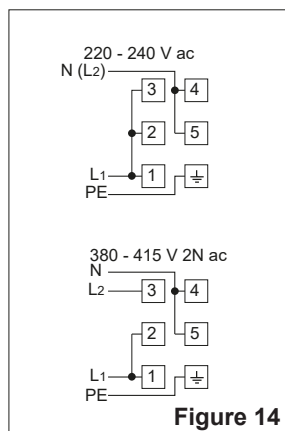 220 - 240 V ac
N (L2)
3 4
2 5
L1 1
PE
380 - 415 V 2N ac
N
L2 3 4
2 5
L1 1
PE
Figure 14